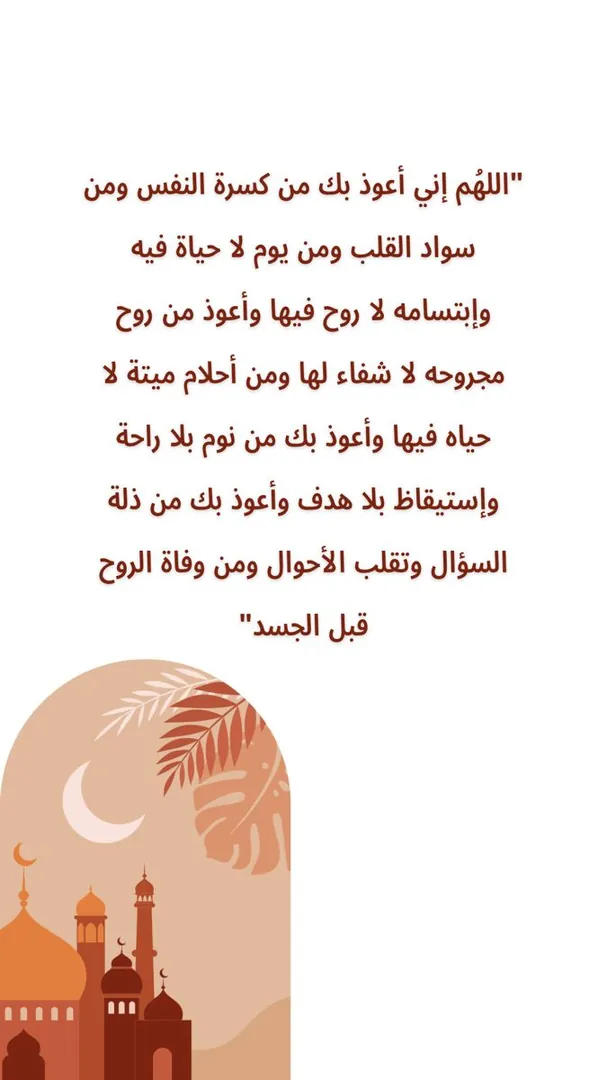 "اللهُم إني أعوذ بك من كسرة النفس ومن
سواد القلب ومن يوم لا حياة فيه
وإبتسامه لا روح فيها وأعوذ من روح
مجروحه لا شفاء لها ومن أحلام ميتة لا
حياه فيها وأعوذ بك من نوم بلا راحة
وإستيقاظ بلا هدف وأعوذ بك من ذلة
السؤال وتقلب الأحوال ومن وفاة الروح
قبل الجسد"